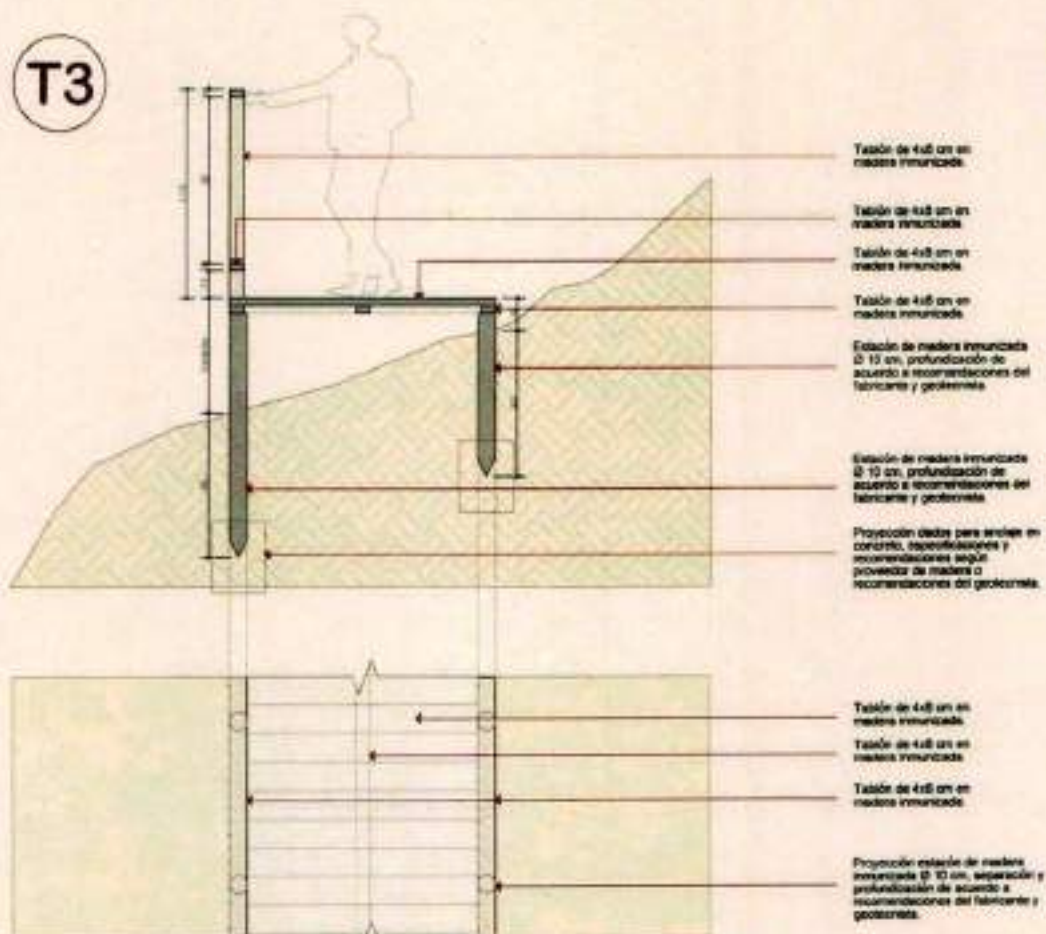 T3
Tablón de 4x8 cm en
madera inmunizada
Tablón de 4x8 cm en
madera inmunizada
Tablón de 4x8 cm en
madera inmunizada
Tablón de 4x8 cm en
madera inmunizada
Estacón de madera inmunizada
Ø 10 cm, profundización de
acuerdo a recomendaciones del
fabricante y geotecnista.
Estacón de madera inmunizada
Ø 10 cm, profundización de
acuerdo a recomendaciones del
fabricante y geotecnista.
Proyección dados para anclaje en
concreto, especificaciones y
recomendaciones según
proveedor de madera o
recomendaciones del geotecnista.
Tablón de 4x8 cm en
madera inmunizada
Tablón de 4x8 cm en
madera inmunizada
Tablón de 4x8 cm en
madera inmunizada
Proyección estacón de madera
inmunizada Ø 10 cm, separación y
profundización de acuerdo a
recomendaciones del fabricante y
geotecnista.